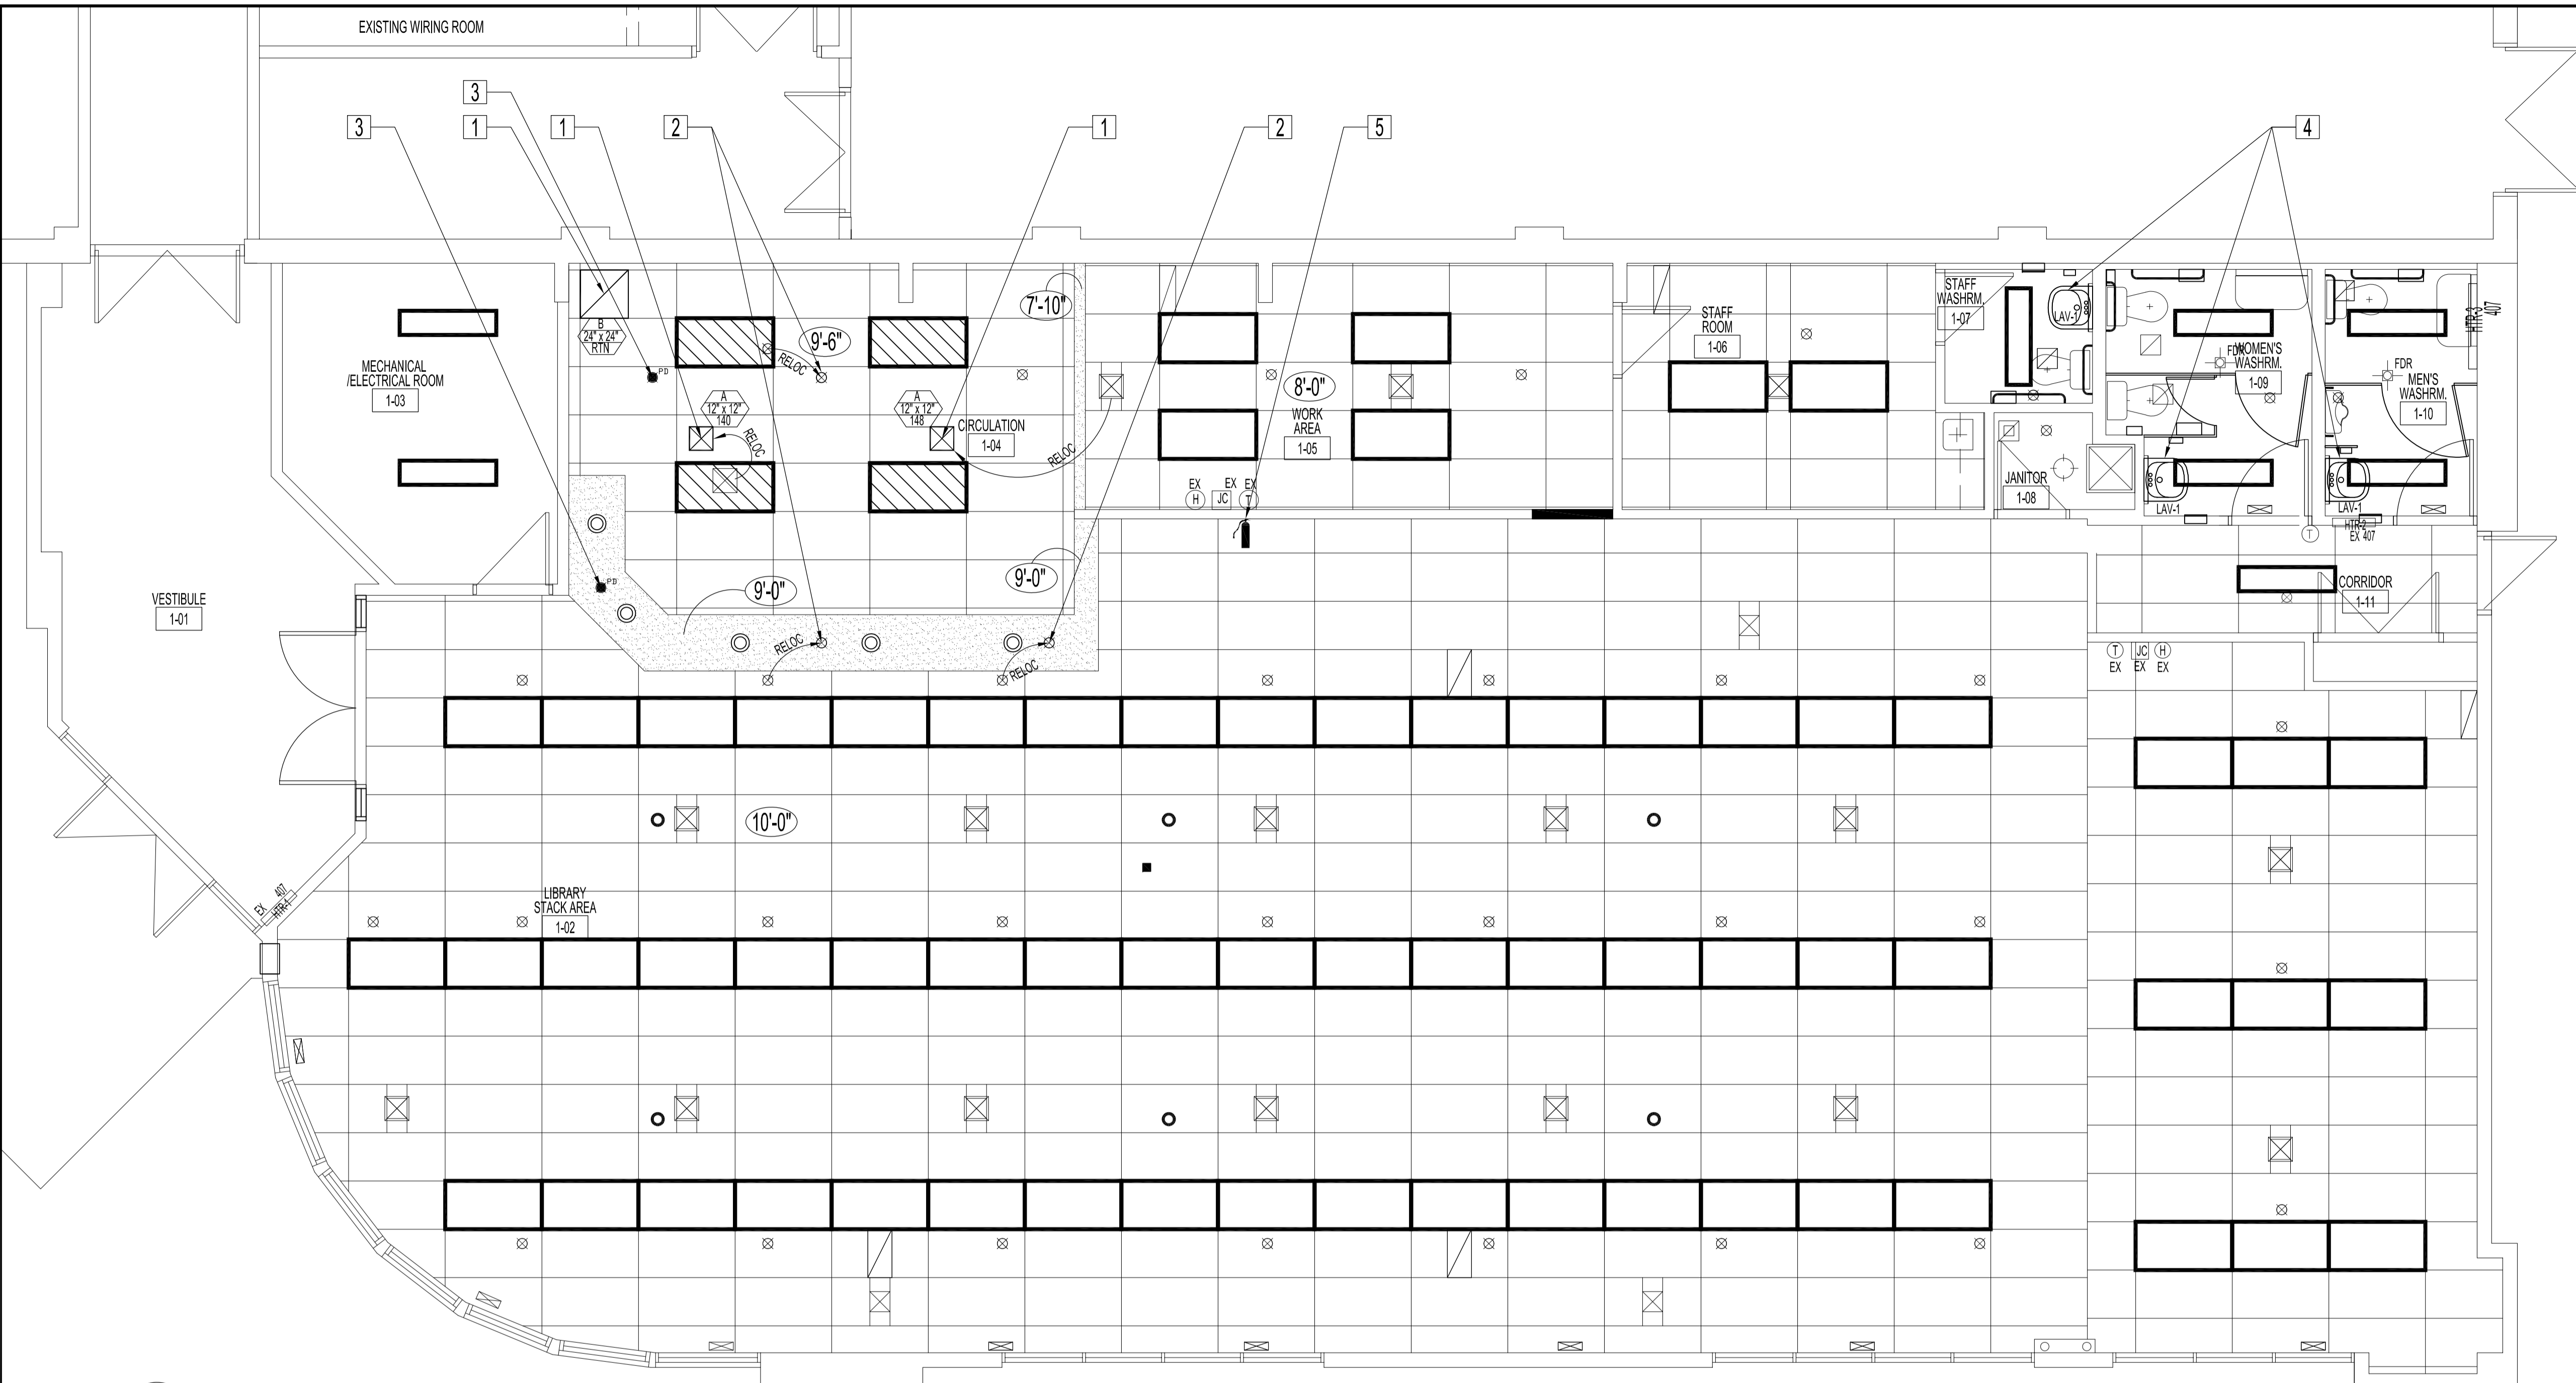 EXISTING WIRING ROOM
3
3
1
1
2
1
2
5
4
7'-10"
B
24" x 24"
RTN
9'-6"
RELOC
PD
MECHANICAL
/ELECTRICAL ROOM
1-03
A
12" x 12"
140
A
12" x 12"
148
RELOC
CIRCULATION
1-04
RELOC
8'-0"
WORK
AREA
1-05
EX
EX
EX
H
JC
T
STAFF
ROOM
1-06
STAFF
WASHRM.
1-07
LAV-1
JANITOR
1-08
FDR
WOMEN'S
WASHRM.
1-09
FDR
MEN'S
WASHRM.
1-10
HTR-3
407
LAV-1
LAV-1
HTR-2
EX 407
T
CORRIDOR
1-11
T
JC
H
EX
EX
EX
PD
9'-0"
9'-0"
RELOC
RELOC
VESTIBULE
1-01
10'-0"
EX
407
HTR-1
LIBRARY
STACK AREA
1-02